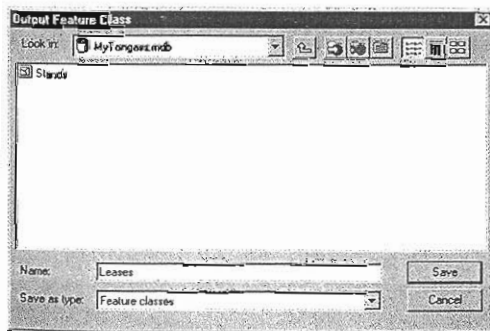 Output Feature Class
Look in: MyTongass.mdb
Stands
Name: Leases Save
Save as type: Feature classes Cancel